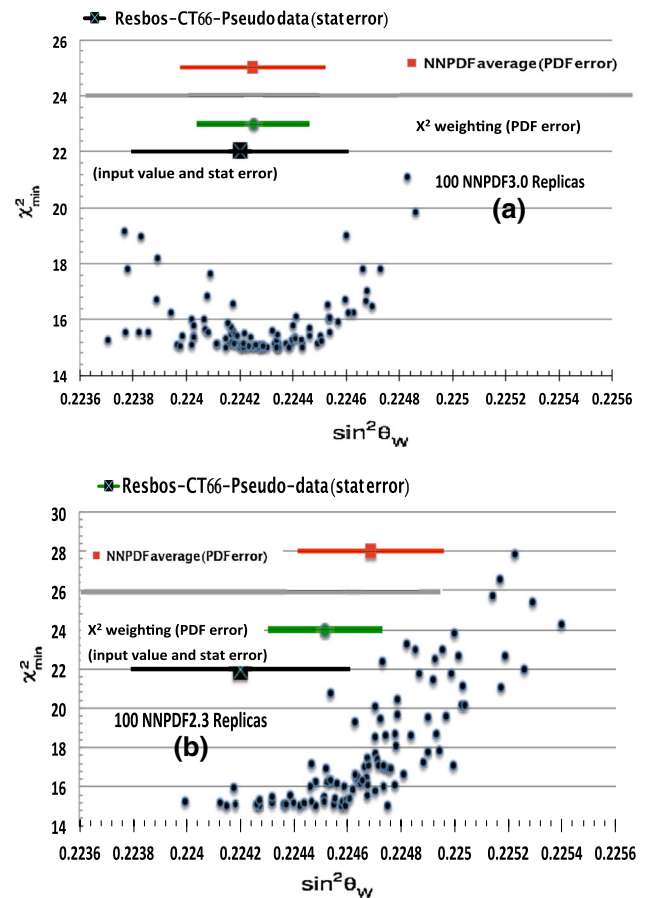 Resbos-CT66-Pseudo data (stat error)
26
24
22
20
18
16
14
NNPDF average (PDF error)
X² weighting (PDF error)
(input value and stat error)
100 NNPDF3.0 Replicas
(a)
χ²min
0.2236 0.2238 0.224 0.2242 0.2244 0.2246 0.2248 0.225 0.2252 0.2254 0.2256
sin²θW
Resbos-CT66-Pseudo-data (stat error)
30
28
26
24
22
20
18
16
14
NNPDF average (PDF error)
X² weighting (PDF error)
(input value and stat error)
100 NNPDF2.3 Replicas
(b)
χ²min
0.2236 0.2238 0.224 0.2242 0.2244 0.2246 0.2248 0.225 0.2252 0.2254 0.2256
sin²θW